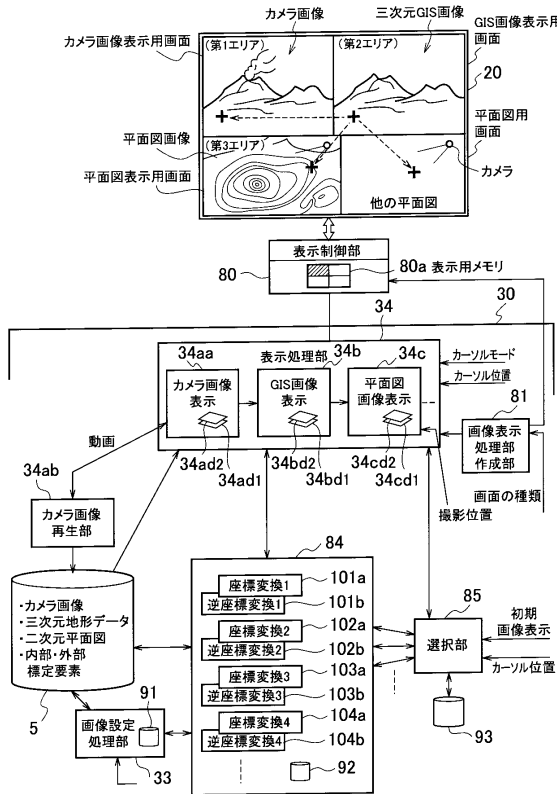 カメラ画像
三次元GIS画像
カメラ画像表示用画面
(第1エリア)
(第2エリア)
GIS画像表示用
画面
20
平面図画像
(第3エリア)
平面図用
画面
平面図表示用画面
カメラ
他の平面図
表示制御部
80
80a 表示用メモリ
30
34
表示処理部
34aa
34b
34c
カメラ画像
表示
GIS画像
表示
平面図
画像表示
カーソルモード
カーソル位置
81
画像表示
処理部
作成部
動画
34ad2
34ad1
34bd2
34bd1
34cd2
34cd1
撮影位置
画面の種類
34ab
カメラ画像
再生部
84
・カメラ画像
・三次元地形データ
・二次元平面図
・内部・外部
標定要素
5
座標変換1
101a
逆座標変換1
101b
座標変換2
102a
逆座標変換2
102b
座標変換3
103a
逆座標変換3
103b
座標変換4
104a
逆座標変換4
104b
92
85
選択部
初期
画像表示
カーソル位置
93
91
画像設定
処理部
33